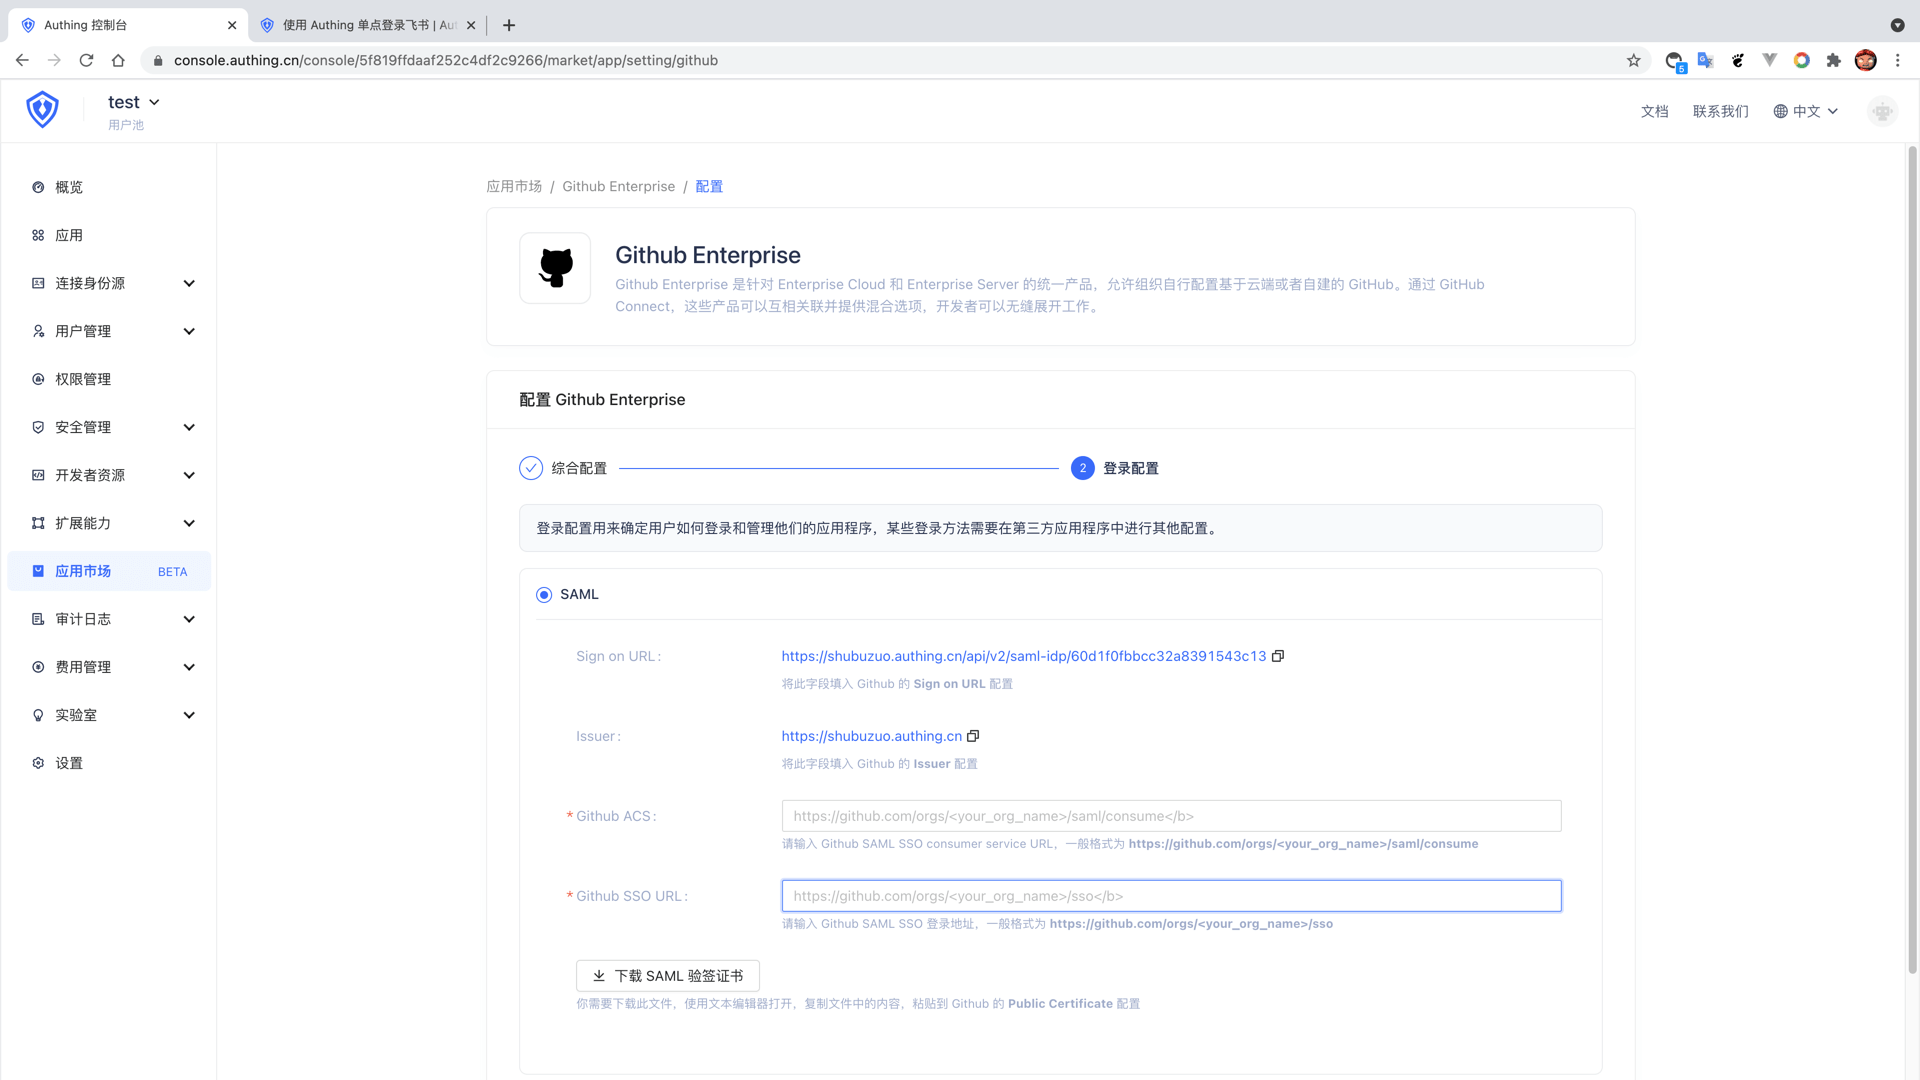 Authing 控制台
使用 Authing 单点登录飞书 | Aut
console.authing.cn/console/5f819ffdaaf252c4df2c9266/market/app/setting/github
5
test
用户池
文档
联系我们
中文
概览
应用
连接身份源
用户管理
权限管理
安全管理
开发者资源
扩展能力
应用市场 BETA
审计日志
费用管理
实验室
设置
应用市场 / Github Enterprise / 配置
Github Enterprise
Github Enterprise 是针对 Enterprise Cloud 和 Enterprise Server 的统一产品，允许组织自行配置基于云端或者自建的 GitHub。通过 GitHub
Connect，这些产品可以互相关联并提供混合选项，开发者可以无缝展开工作。
配置 Github Enterprise
综合配置
2 登录配置
登录配置用来确定用户如何登录和管理他们的应用程序，某些登录方法需要在第三方应用程序中进行其他配置。
SAML
Sign on URL: https://shubuzuo.authing.cn/api/v2/saml-idp/60d1f0fbbcc32a8391543c13
将此字段填入 Github 的 Sign on URL 配置
Issuer: https://shubuzuo.authing.cn
将此字段填入 Github 的 Issuer 配置
* Github ACS: https://github.com/orgs/<your_org_name>/saml/consume</b>
请输入 Github SAML SSO consumer service URL，一般格式为 https://github.com/orgs/<your_org_name>/saml/consume
* Github SSO URL: https://github.com/orgs/<your_org_name>/sso</b>
请输入 Github SAML SSO 登录地址，一般格式为 https://github.com/orgs/<your_org_name>/sso
下载 SAML 验签证书
你需要下载此文件，使用文本编辑器打开，复制文件中的内容，粘贴到 Github 的 Public Certificate 配置